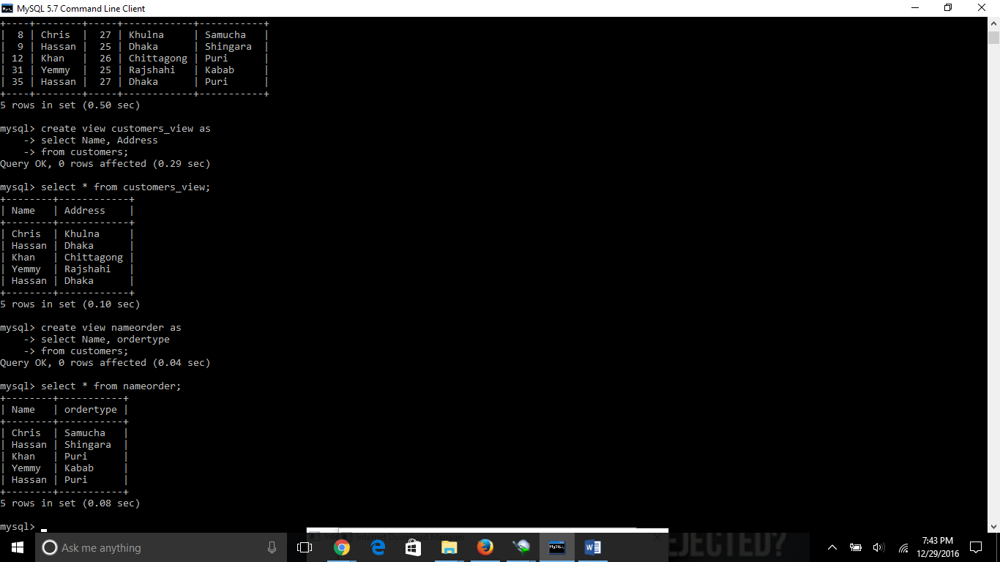 MySQL 5.7 Command Line Client
+----+--------+-----+------------+-----------+
|  8 | Chris  |  27 | Khulna     | Samucha   |
|  9 | Hassan |  25 | Dhaka      | Shingara  |
| 12 | Khan   |  26 | Chittagong | Puri      |
| 31 | Yemmy  |  25 | Rajshahi   | Kabab     |
| 35 | Hassan |  27 | Dhaka      | Puri      |
+----+--------+-----+------------+-----------+
5 rows in set (0.50 sec)
mysql> create view customers_view as
    -> select Name, Address
    -> from customers;
Query OK, 0 rows affected (0.29 sec)
mysql> select * from customers_view;
+--------+------------+
| Name   | Address    |
+--------+------------+
| Chris  | Khulna     |
| Hassan | Dhaka      |
| Khan   | Chittagong |
| Yemmy  | Rajshahi   |
| Hassan | Dhaka      |
+--------+------------+
5 rows in set (0.10 sec)
mysql> create view nameorder as
    -> select Name, ordertype
    -> from customers;
Query OK, 0 rows affected (0.04 sec)
mysql> select * from nameorder;
+--------+-----------+
| Name   | ordertype |
+--------+-----------+
| Chris  | Samucha   |
| Hassan | Shingara  |
| Khan   | Puri      |
| Yemmy  | Kabab     |
| Hassan | Puri      |
+--------+-----------+
5 rows in set (0.08 sec)
mysql>
Internet Download Manager
EJECTED?
Ask me anything
7:43 PM
12/29/2016